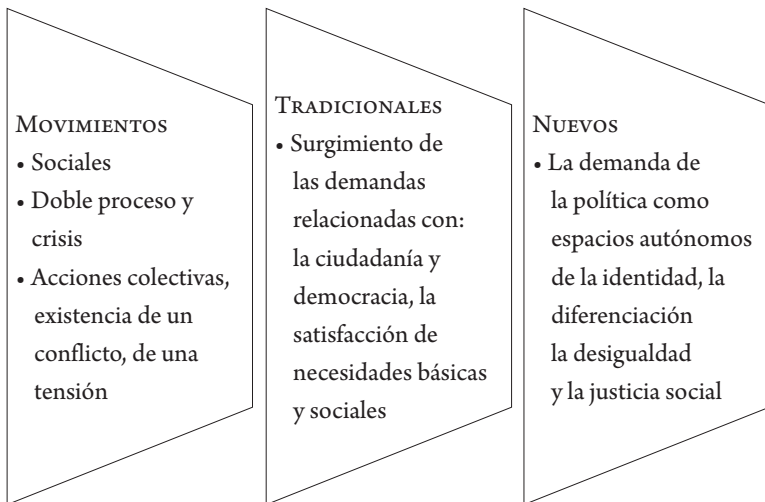 MOVIMIENTOS
• Sociales
• Doble proceso y
crisis
• Acciones colectivas,
existencia de un
conflicto, de una
tensión
TRADICIONALES
• Surgimiento de
las demandas
relacionadas con:
la ciudadanía y
democracia, la
satisfacción de
necesidades básicas
y sociales
NUEVOS
• La demanda de
la política como
espacios autónomos
de la identidad, la
diferenciación
la desigualdad
y la justicia social